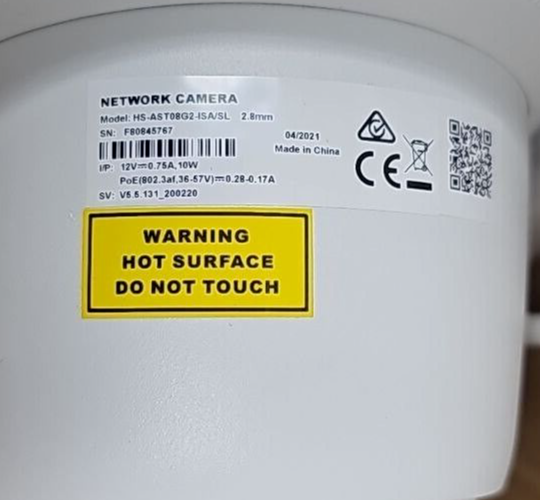 NETWORK CAMERA
Model: HS-AST08G2-ISA/SL 2.8mm
SN: F80845767
04/2021
Made in China
I/P: 12V⎓0.75A,10W
PoE(802.3af,36-57V)⎓0.28-0.17A
SV: V5.5.131_200220
CE
WARNING
HOT SURFACE
DO NOT TOUCH